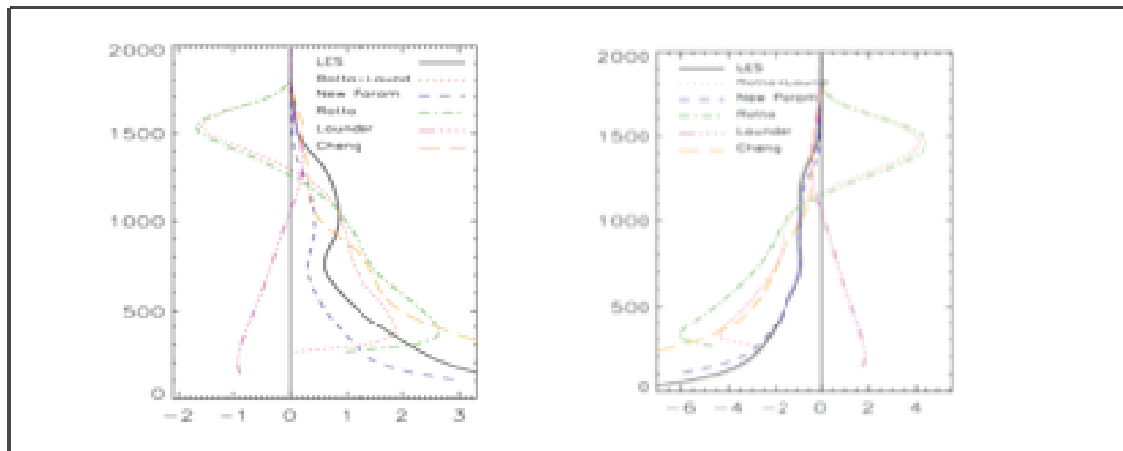 2000
LES
Rotta+Laund
New Param
Rotta
Launder
Cheng
1500
1000
500
0
−2 −1 0 1 2 3
2000
LES
New Param
Rotta
Launder
Cheng
1500
1000
500
0
−6 −4 −2 0 2 4